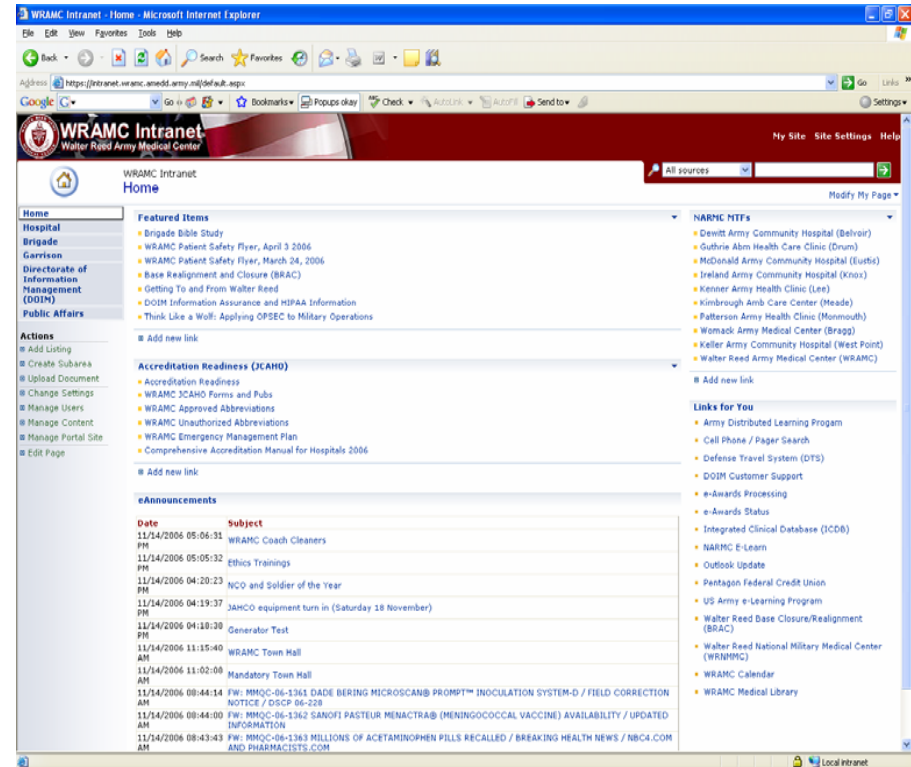 WRAMC Intranet - Home - Microsoft Internet Explorer
File Edit View Favorites Tools Help
Back Search Favorites
Address https://intranet.wramc.amedd.army.mil/default.aspx Go Links »
Google G Go Bookmarks Popups okay Check AutoLink AutoFill Send to Settings
WRAMC Intranet
Walter Reed Army Medical Center
My Site Site Settings Help
WRAMC Intranet
Home
All sources
Modify My Page
Home
Hospital
Brigade
Garrison
Directorate of
Information
Management
(DOIM)
Public Affairs
Actions
Add Listing
Create Subarea
Upload Document
Change Settings
Manage Users
Manage Content
Manage Portal Site
Edit Page
Featured Items
Brigade Bible Study
WRAMC Patient Safety Flyer, April 3 2006
WRAMC Patient Safety Flyer, March 24, 2006
Base Realignment and Closure (BRAC)
Getting To and From Walter Reed
DOIM Information Assurance and HIPAA Information
Think Like a Wolf: Applying OPSEC to Military Operations
Add new link
Accreditation Readiness (JCAHO)
Accreditation Readiness
WRAMC JCAHO Forms and Pubs
WRAMC Approved Abbreviations
WRAMC Unauthorized Abbreviations
WRAMC Emergency Management Plan
Comprehensive Accreditation Manual for Hospitals 2006
Add new link
eAnnouncements
Date Subject
11/14/2006 05:06:31 PM WRAMC Coach Cleaners
11/14/2006 05:05:32 PM Ethics Trainings
11/14/2006 04:20:23 PM NCO and Soldier of the Year
11/14/2006 04:19:37 PM JAHCO equipment turn in (Saturday 18 November)
11/14/2006 04:18:38 PM Generator Test
11/14/2006 11:15:40 AM WRAMC Town Hall
11/14/2006 11:02:08 AM Mandatory Town Hall
11/14/2006 08:44:14 AM FW: MMQC-06-1361 DADE BERING MICROSCAN® PROMPT™ INOCULATION SYSTEM-D / FIELD CORRECTION
NOTICE / DSCP 06-228
11/14/2006 08:44:00 AM FW: MMQC-06-1362 SANOFI PASTEUR MENACTRA® (MENINGOCOCCAL VACCINE) AVAILABILITY / UPDATED
INFORMATION
11/14/2006 08:43:43 AM FW: MMQC-06-1363 MILLIONS OF ACETAMINOPHEN PILLS RECALLED / BREAKING HEALTH NEWS / NBC4.COM
AND PHARMACISTS.COM
NARMC MTFs
Dewitt Army Community Hospital (Belvoir)
Guthrie Abm Health Care Clinic (Drum)
McDonald Army Community Hospital (Eustis)
Ireland Army Community Hospital (Knox)
Kenner Army Health Clinic (Lee)
Kimbrough Amb Care Center (Meade)
Patterson Army Health Clinic (Monmouth)
Womack Army Medical Center (Bragg)
Keller Army Community Hospital (West Point)
Walter Reed Army Medical Center (WRAMC)
Add new link
Links for You
Army Distributed Learning Progam
Cell Phone / Pager Search
Defense Travel System (DTS)
DOIM Customer Support
e-Awards Processing
e-Awards Status
Integrated Clinical Database (ICDB)
NARMC E-Learn
Outlook Update
Pentagon Federal Credit Union
US Army e-Learning Program
Walter Reed Base Closure/Realignment
(BRAC)
Walter Reed National Military Medical Center
(WRNMMC)
WRAMC Calendar
WRAMC Medical Library
Local intranet